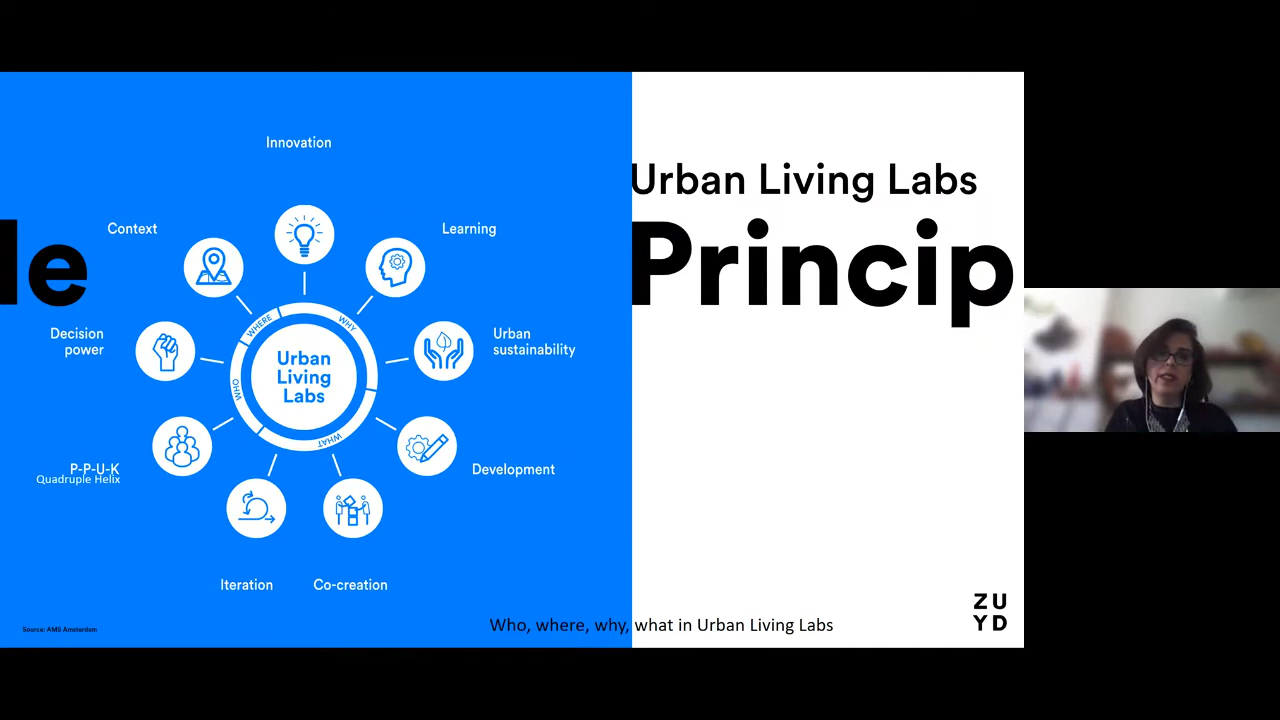 Innovation
Context
Learning
Decision
power
Urban
sustainability
WHERE
WHY
WHO
WHAT
Urban
Living
Labs
P-P-U-K
Quadruple Helix
Development
Iteration
Co-creation
Source: AMS Amsterdam
Urban Living Labs
Princip
le
Who, where, why, what in Urban Living Labs
ZU
YD